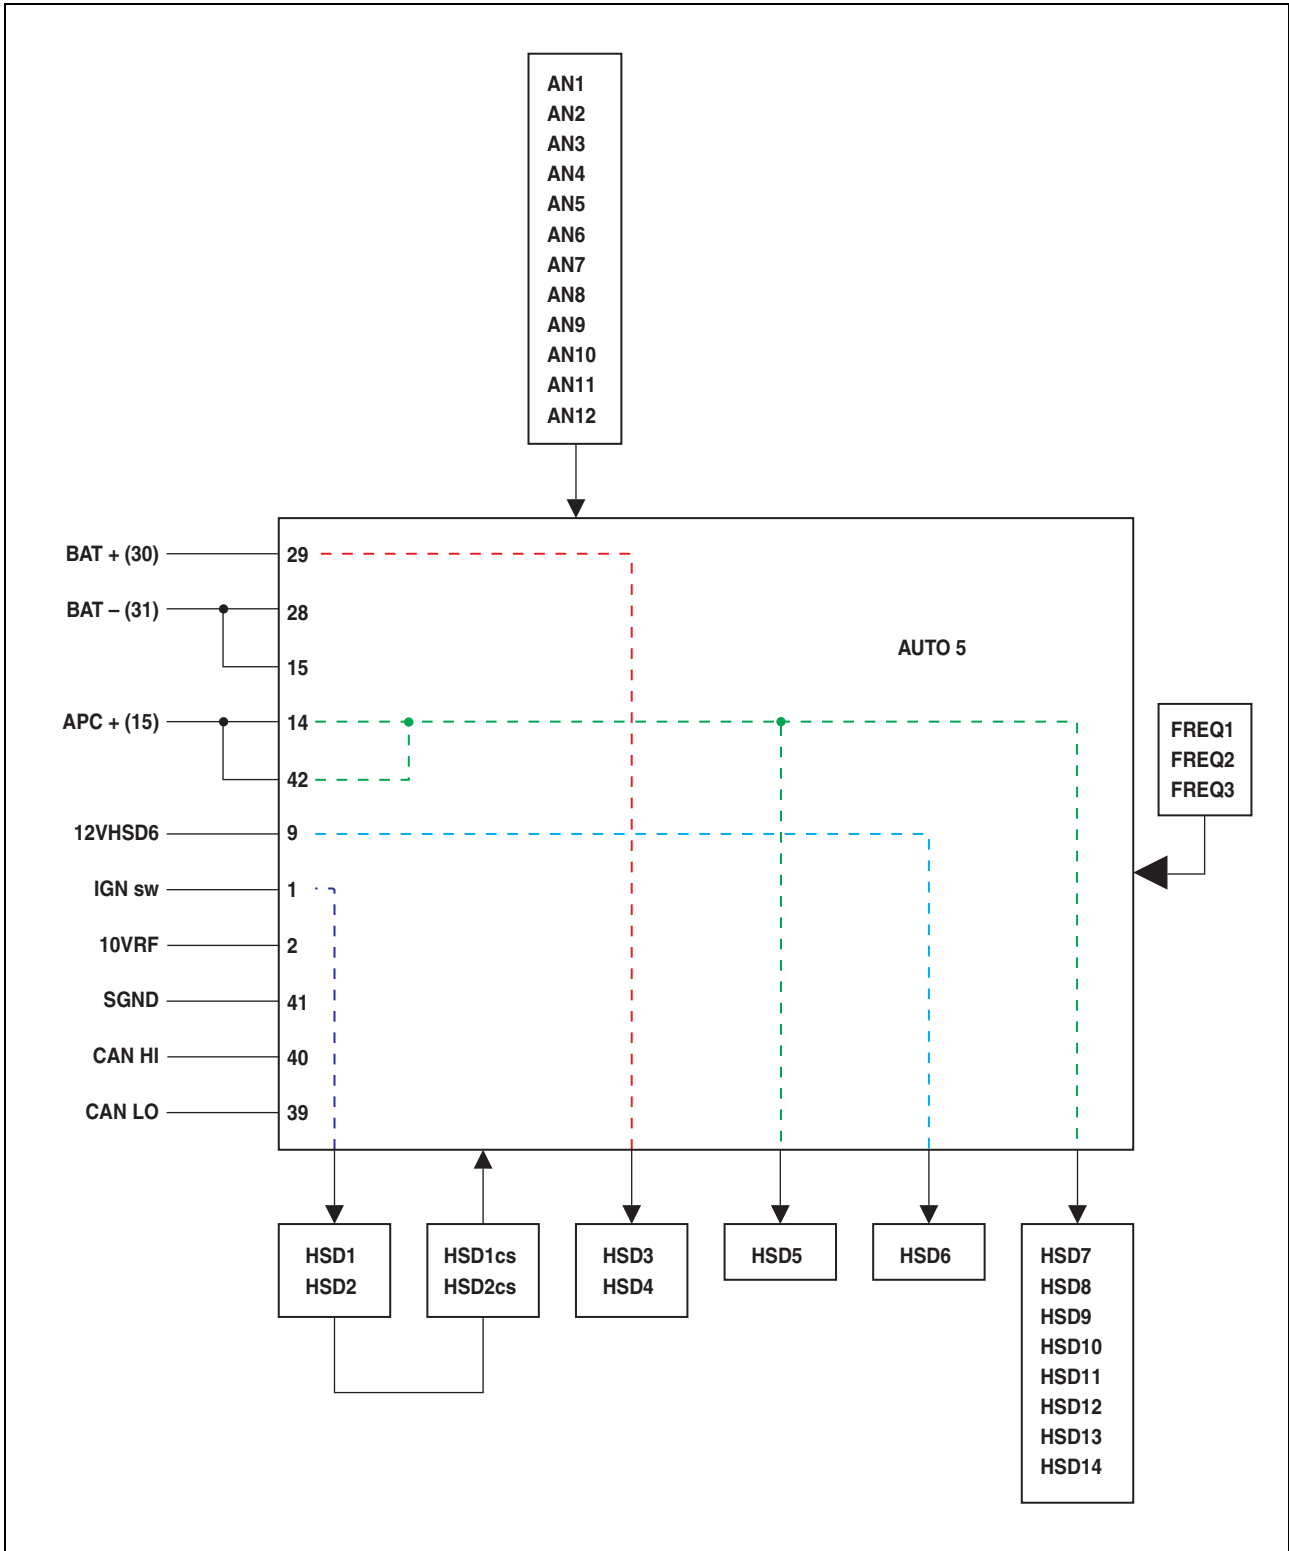 AN1
AN2
AN3
AN4
AN5
AN6
AN7
AN8
AN9
AN10
AN11
AN12
BAT + (30)
29
BAT – (31)
28
15
AUTO 5
APC + (15)
14
42
FREQ1
FREQ2
FREQ3
12VHSD6
9
IGN sw
1
10VRF
2
SGND
41
CAN HI
40
CAN LO
39
HSD1
HSD2
HSD1cs
HSD2cs
HSD3
HSD4
HSD5
HSD6
HSD7
HSD8
HSD9
HSD10
HSD11
HSD12
HSD13
HSD14